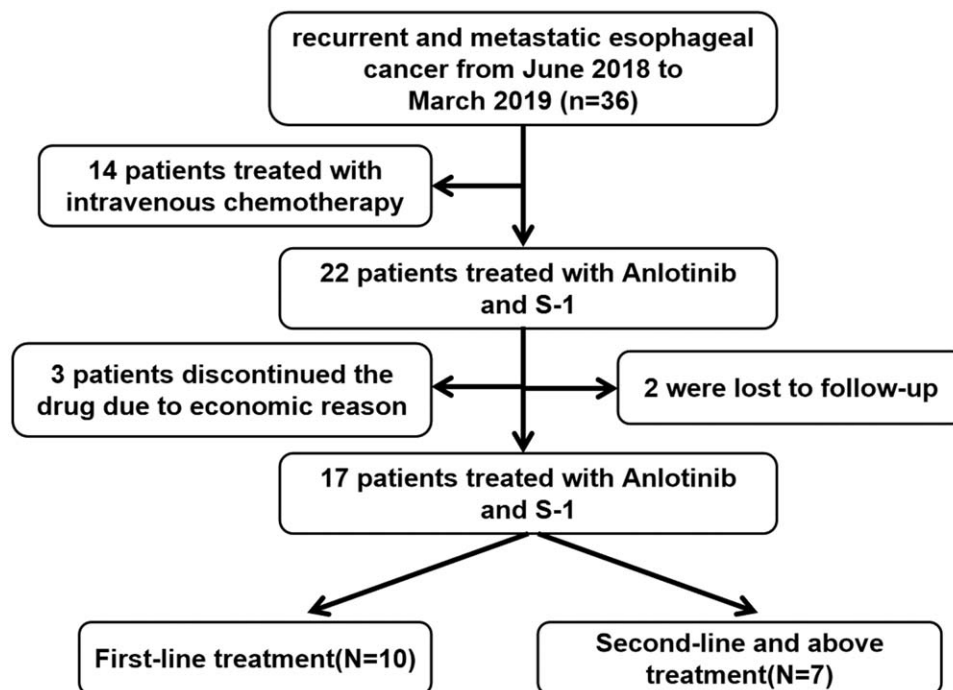 recurrent and metastatic esophageal
cancer from June 2018 to
March 2019 (n=36)
14 patients treated with
intravenous chemotherapy
22 patients treated with Anlotinib
and S-1
3 patients discontinued the
drug due to economic reason
2 were lost to follow-up
17 patients treated with Anlotinib
and S-1
First-line treatment(N=10)
Second-line and above
treatment(N=7)